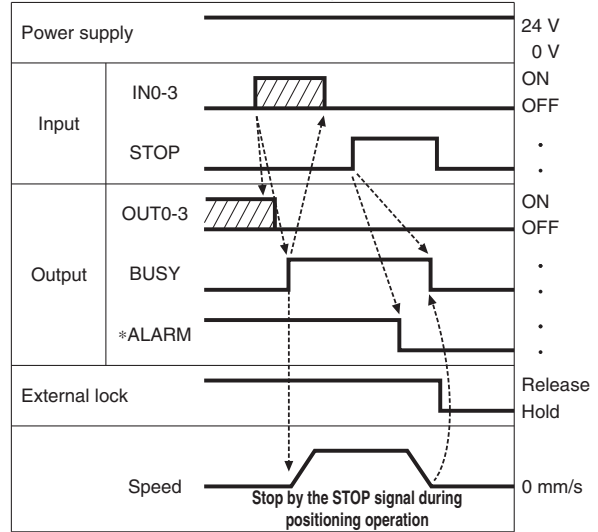 Power supply
24 V
0 V
Input
IN0-3
ON
OFF
STOP
Output
OUT0-3
ON
OFF
BUSY
*ALARM
External lock
Release
Hold
Speed
0 mm/s
Stop by the STOP signal during
positioning operation